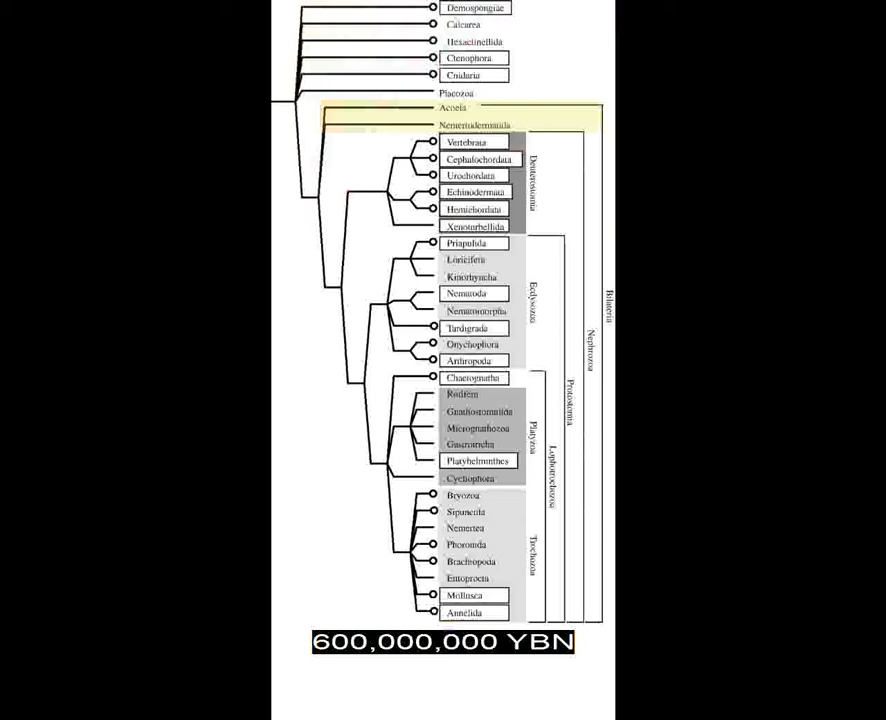 Demospongiae
Calcarea
Hexactinellida
Ctenophora
Cnidaria
Placozoa
Acoela
Nemertodermatida
Vertebrata
Cephalochordata
Urochordata
Echinodermata
Hemichordata
Xenoturbellida
Deuterostomia
Priapulida
Loricifera
Kinorhyncha
Nematoda
Nematomorpha
Tardigrada
Onychophora
Arthropoda
Ecdysozoa
Chaetognatha
Rotifera
Gnathostomulida
Micrognathozoa
Gastrotricha
Platyhelminthes
Cycliophora
Platyzoa
Bryozoa
Sipuncula
Nemertea
Phoronida
Brachiopoda
Entoprocta
Mollusca
Annelida
Trochozoa
Lophotrochozoa
Protostomia
Nephrozoa
Bilateria
600,000,000 YBN